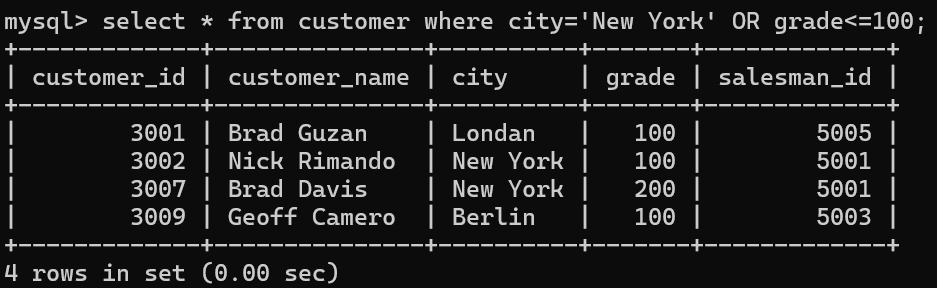 mysql> select * from customer where city='New York' OR grade<=100;
+-------------+---------------+----------+-------+-------------+
| customer_id | customer_name | city     | grade | salesman_id |
+-------------+---------------+----------+-------+-------------+
|        3001 | Brad Guzan    | Londan   |   100 |        5005 |
|        3002 | Nick Rimando  | New York |   100 |        5001 |
|        3007 | Brad Davis    | New York |   200 |        5001 |
|        3009 | Geoff Camero  | Berlin   |   100 |        5003 |
+-------------+---------------+----------+-------+-------------+
4 rows in set (0.00 sec)